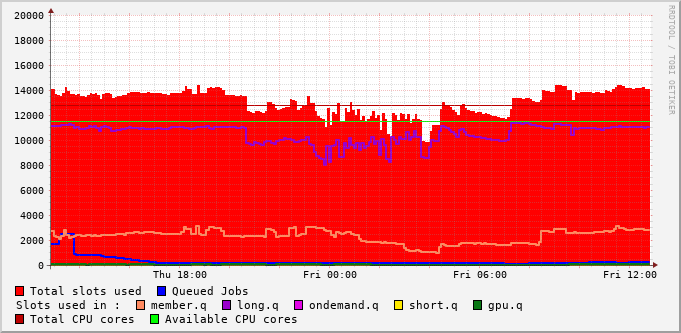 20000
18000
16000
14000
12000
10000
8000
6000
4000
2000
0
Thu 18:00 Fri 00:00 Fri 06:00 Fri 12:00
Total slots used Queued Jobs
Slots used in : member.q long.q ondemand.q short.q gpu.q
Total CPU cores Available CPU cores
RRDTOOL / TOBI OETIKER